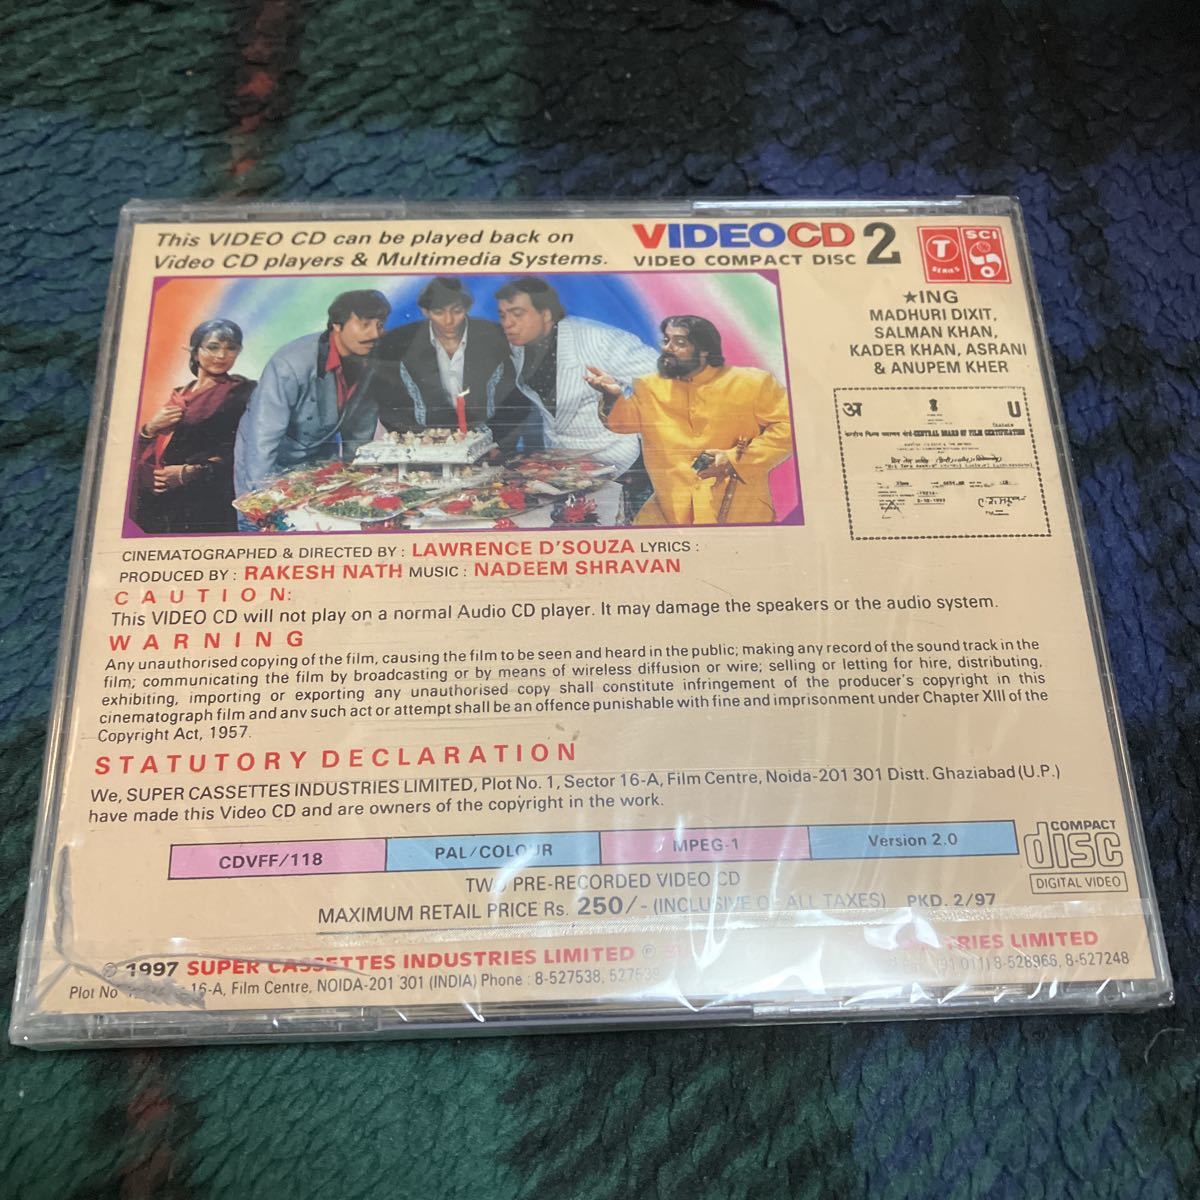 This VIDEO CD can be played back on
Video CD players & Multimedia Systems.
VIDEOCD 2
VIDEO COMPACT DISC
T
SERIES
SCI
★ING
MADHURI DIXIT,
SALMAN KHAN,
KADER KHAN, ASRANI
& ANUPEM KHER
अ U
CENTRAL BOARD OF FILM CERTIFICATION
CINEMATOGRAPHED & DIRECTED BY : LAWRENCE D'SOUZA LYRICS :
PRODUCED BY : RAKESH NATH MUSIC : NADEEM SHRAVAN
CAUTION:
This VIDEO CD will not play on a normal Audio CD player. It may damage the speakers or the audio system.
WARNING
Any unauthorised copying of the film, causing the film to be seen and heard in the public; making any record of the sound track in the
film; communicating the film by broadcasting or by means of wireless diffusion or wire; selling or letting for hire, distributing,
exhibiting, importing or exporting any unauthorised copy shall constitute infringement of the producer's copyright in this
cinematograph film and any such act or attempt shall be an offence punishable with fine and imprisonment under Chapter XIII of the
Copyright Act, 1957.
STATUTORY DECLARATION
We, SUPER CASSETTES INDUSTRIES LIMITED, Plot No. 1, Sector 16-A, Film Centre, Noida-201 301 Distt. Ghaziabad (U.P.)
have made this Video CD and are owners of the copyright in the work.
CDVFF/118 PAL/COLOUR MPEG-1 Version 2.0
COMPACT
disc
DIGITAL VIDEO
TWO PRE-RECORDED VIDEO CD
MAXIMUM RETAIL PRICE Rs. 250/- (INCLUSIVE OF ALL TAXES) PKD. 2/97
℗ 1997 SUPER CASSETTES INDUSTRIES LIMITED ℗ INDUSTRIES LIMITED
Plot No 16-A, Film Centre, NOIDA-201 301 (INDIA) Phone : 8-527538, (91 011) 8-528966, 8-527248